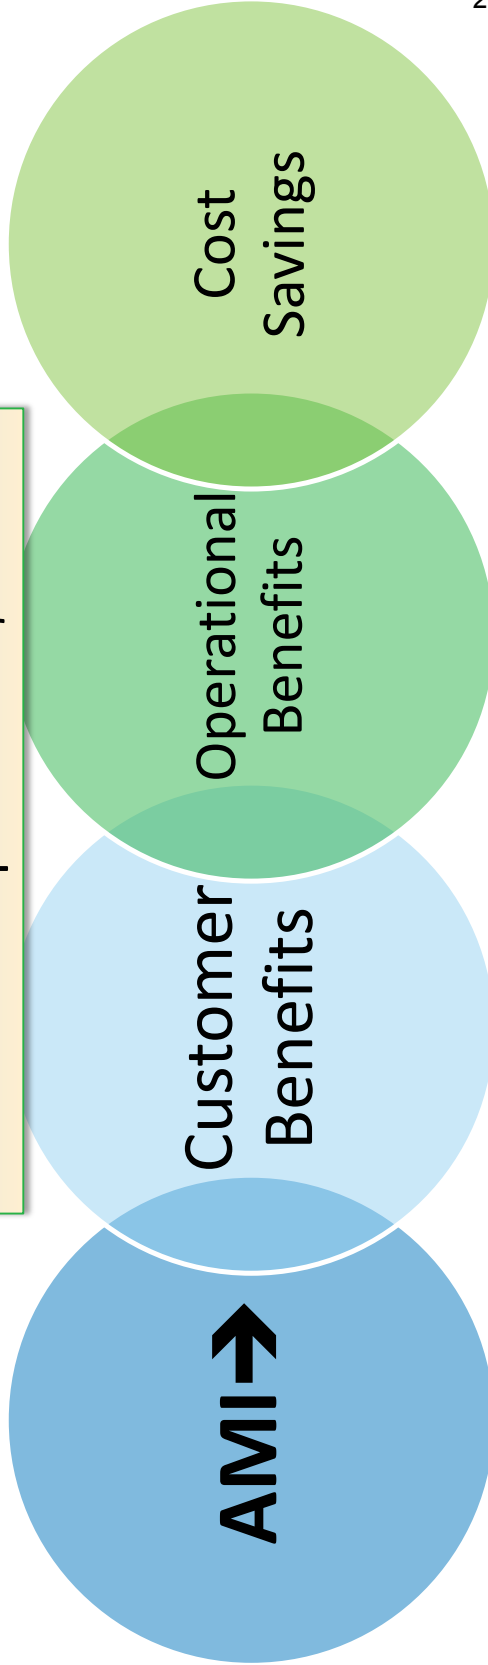 AMI→
Customer
Benefits
Operational
Benefits
Cost
Savings